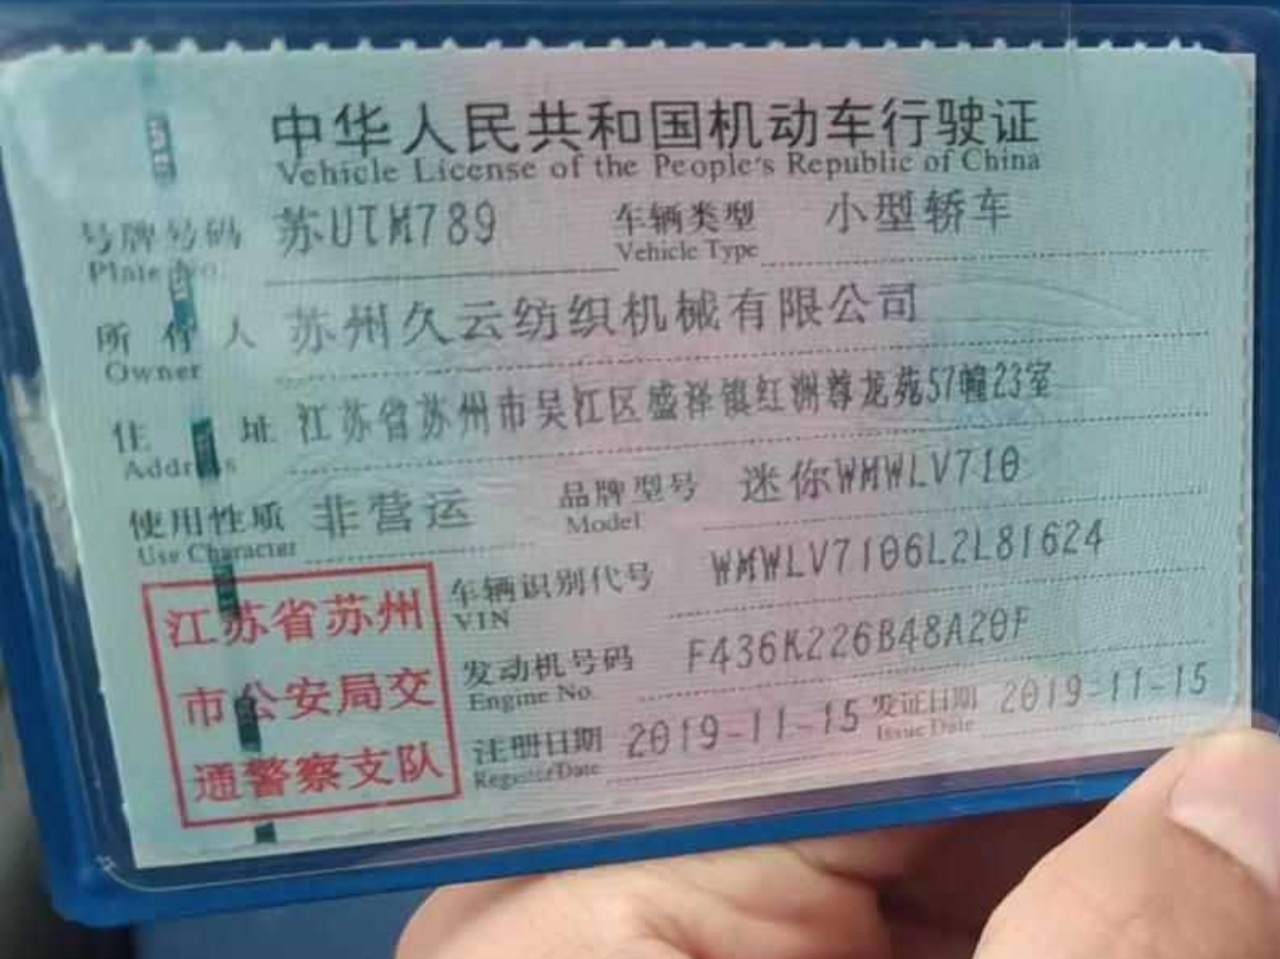 中华人民共和国机动车行驶证
Vehicle License of the People's Republic of China
号牌号码 苏UTM789 车辆类型 小型轿车
Plate No. Vehicle Type
所有人 苏州久云纺织机械有限公司
Owner
住址 江苏省苏州市吴江区盛泽镇红洲尊龙苑57幢23室
Address
使用性质 非营运 品牌型号 迷你WMWLV710
Use Character Model
车辆识别代号 WMWLV7106L2L81624
VIN
发动机号码 F436K226B48A20F
Engine No.
注册日期 2019-11-15 发证日期 2019-11-15
Register Date Issue Date
江苏省苏州
市公安局交
通警察支队